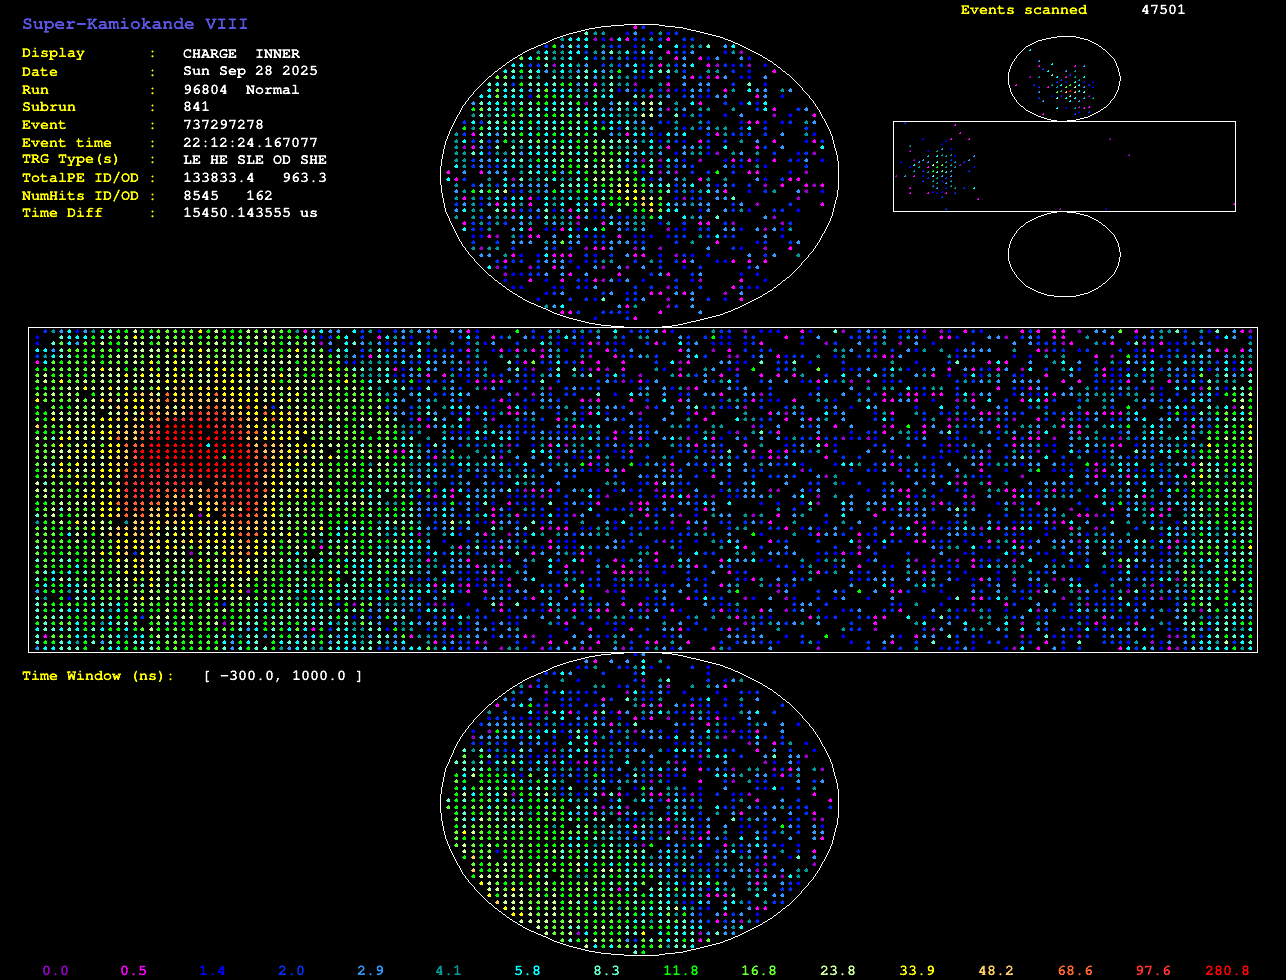 Super-Kamiokande VIII
Events scanned 47501
Display : CHARGE INNER
Date : Sun Sep 28 2025
Run : 96804 Normal
Subrun : 841
Event : 737297278
Event time : 22:12:24.167077
TRG Type(s) : LE HE SLE OD SHE
TotalPE ID/OD : 133833.4 963.3
NumHits ID/OD : 8545 162
Time Diff : 15450.143555 us
Time Window (ns): [ -300.0, 1000.0 ]
0.0 0.5 1.4 2.0 2.9 4.1 5.8 8.3 11.8 16.8 23.8 33.9 48.2 68.6 97.6 280.8